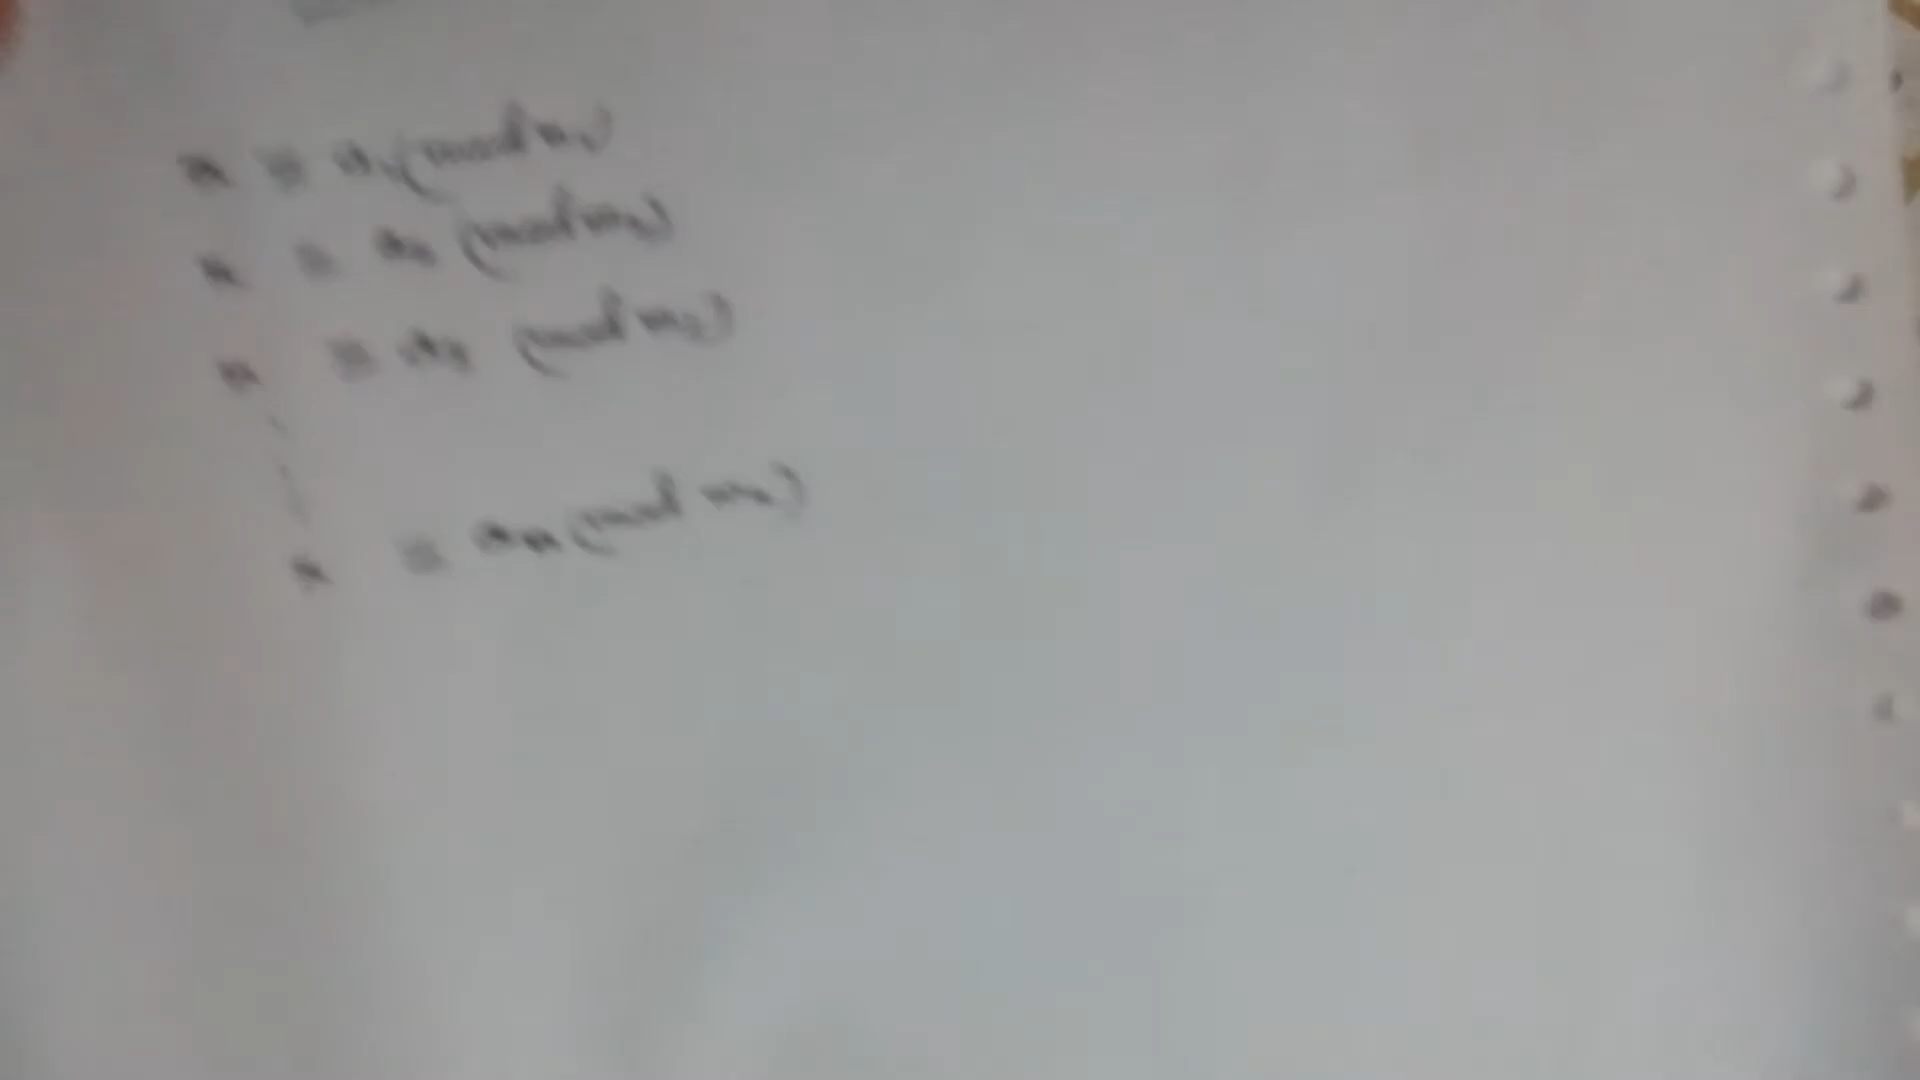 x ≡ a₁ (mod m₁)
x ≡ a₂ (mod m₂)
x ≡ a₃ (mod m₃)
x ≡ aₙ (mod mₙ)